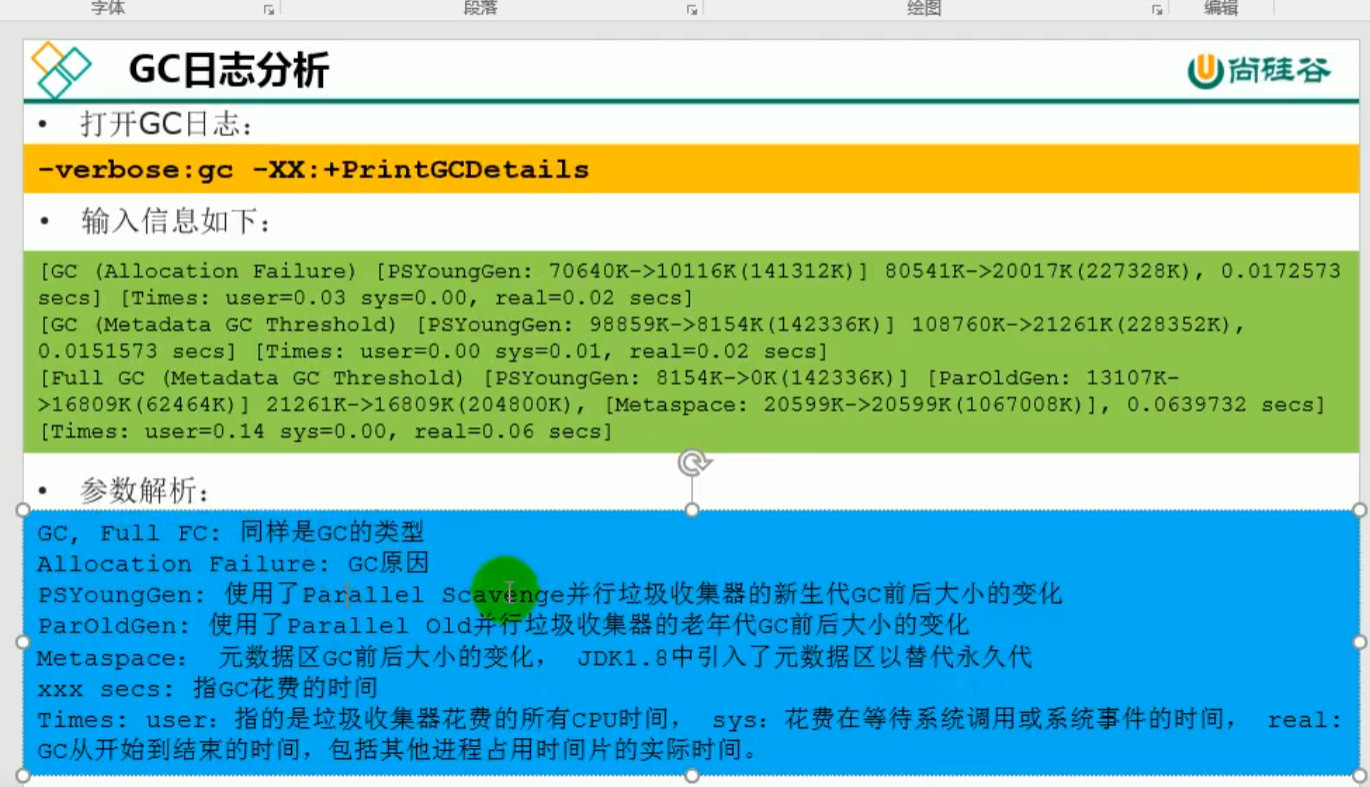 字体 段落 绘图 编辑
GC日志分析
尚硅谷
• 打开GC日志：
-verbose:gc -XX:+PrintGCDetails
• 输入信息如下：
[GC (Allocation Failure) [PSYoungGen: 70640K->10116K(141312K)] 80541K->20017K(227328K), 0.0172573
secs] [Times: user=0.03 sys=0.00, real=0.02 secs]
[GC (Metadata GC Threshold) [PSYoungGen: 98859K->8154K(142336K)] 108760K->21261K(228352K),
0.0151573 secs] [Times: user=0.00 sys=0.01, real=0.02 secs]
[Full GC (Metadata GC Threshold) [PSYoungGen: 8154K->0K(142336K)] [ParOldGen: 13107K-
>16809K(62464K)] 21261K->16809K(204800K), [Metaspace: 20599K->20599K(1067008K)], 0.0639732 secs]
[Times: user=0.14 sys=0.00, real=0.06 secs]
• 参数解析：
GC, Full FC: 同样是GC的类型
Allocation Failure: GC原因
PSYoungGen: 使用了Parallel Scavenge并行垃圾收集器的新生代GC前后大小的变化
ParOldGen: 使用了Parallel Old并行垃圾收集器的老年代GC前后大小的变化
Metaspace: 元数据区GC前后大小的变化, JDK1.8中引入了元数据区以替代永久代
xxx secs: 指GC花费的时间
Times: user: 指的是垃圾收集器花费的所有CPU时间, sys: 花费在等待系统调用或系统事件的时间, real:
GC从开始到结束的时间,包括其他进程占用时间片的实际时间。